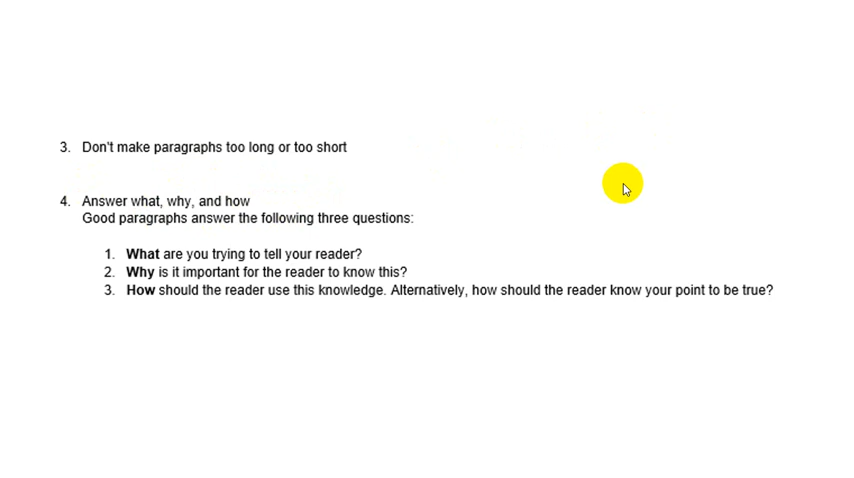 3. Don't make paragraphs too long or too short
4. Answer what, why, and how
Good paragraphs answer the following three questions:
1. What are you trying to tell your reader?
2. Why is it important for the reader to know this?
3. How should the reader use this knowledge. Alternatively, how should the reader know your point to be true?